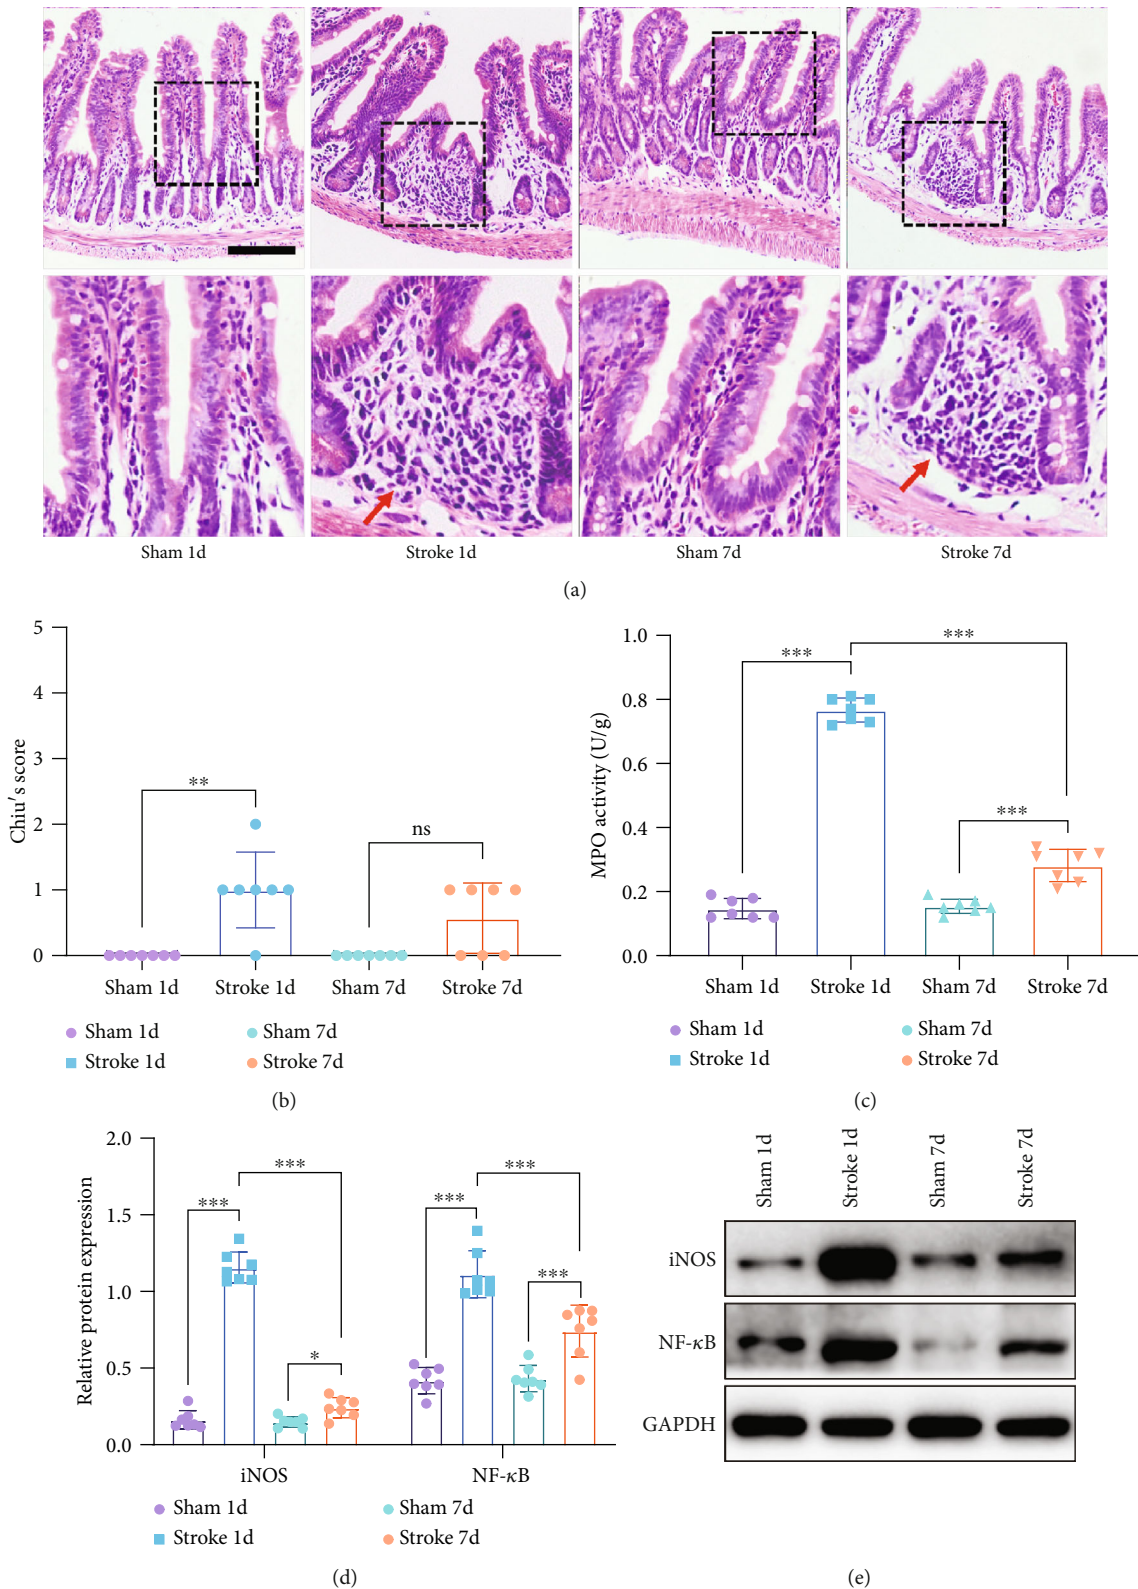 Sham 1d
Stroke 1d
Sham 7d
Stroke 7d
(a)
Chiu's score
5
4
3
2
1
0
**
ns
Sham 1d
Stroke 1d
Sham 7d
Stroke 7d
Sham 1d
Sham 7d
Stroke 1d
Stroke 7d
(b)
MPO activity (U/g)
1.0
0.8
0.6
0.4
0.2
0.0
***
***
***
Sham 1d
Stroke 1d
Sham 7d
Stroke 7d
Sham 1d
Sham 7d
Stroke 1d
Stroke 7d
(c)
Relative protein expression
2.0
1.5
1.0
0.5
0.0
***
***
*
***
***
***
iNOS
NF-κB
Sham 1d
Sham 7d
Stroke 1d
Stroke 7d
(d)
Sham 1d
Stroke 1d
Sham 7d
Stroke 7d
iNOS
NF-κB
GAPDH
(e)